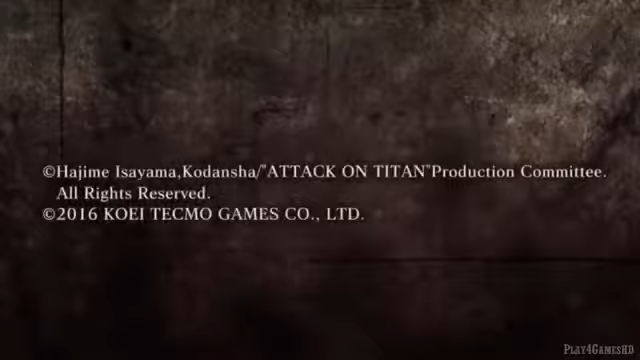 ©Hajime Isayama,Kodansha/"ATTACK ON TITAN"Production Committee.
All Rights Reserved.
©2016 KOEI TECMO GAMES CO., LTD.
Play4GamesHD